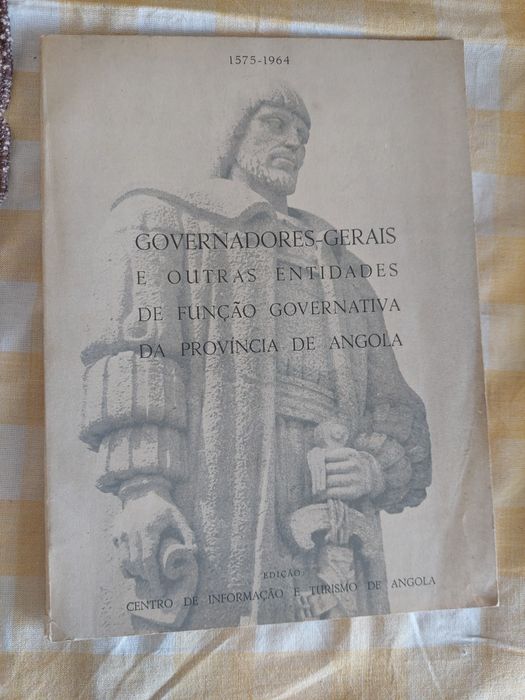 1575-1964
GOVERNADORES-GERAIS
E OUTRAS ENTIDADES
DE FUNÇÃO GOVERNATIVA
DA PROVÍNCIA DE ANGOLA
EDIÇÃO
CENTRO DE INFORMAÇÃO E TURISMO DE ANGOLA